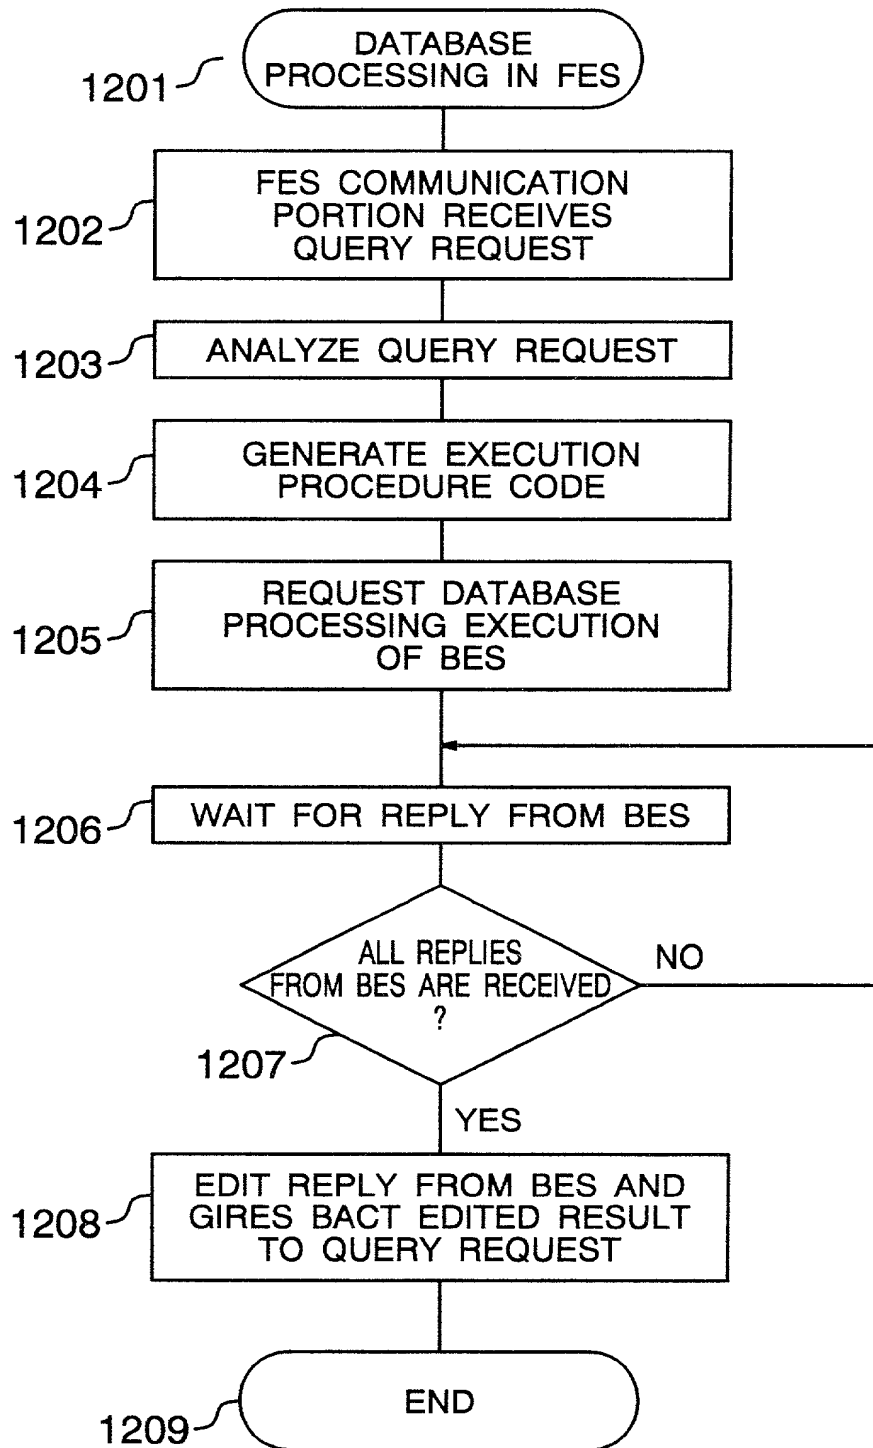 DATABASE
PROCESSING IN FES
1201
FES COMMUNICATION
PORTION RECEIVES
QUERY REQUEST
1202
ANALYZE QUERY REQUEST
1203
GENERATE EXECUTION
PROCEDURE CODE
1204
REQUEST DATABASE
PROCESSING EXECUTION
OF BES
1205
WAIT FOR REPLY FROM BES
1206
ALL REPLIES
FROM BES ARE RECEIVED
?
NO
1207
YES
EDIT REPLY FROM BES AND
GIRES BACT EDITED RESULT
TO QUERY REQUEST
1208
END
1209